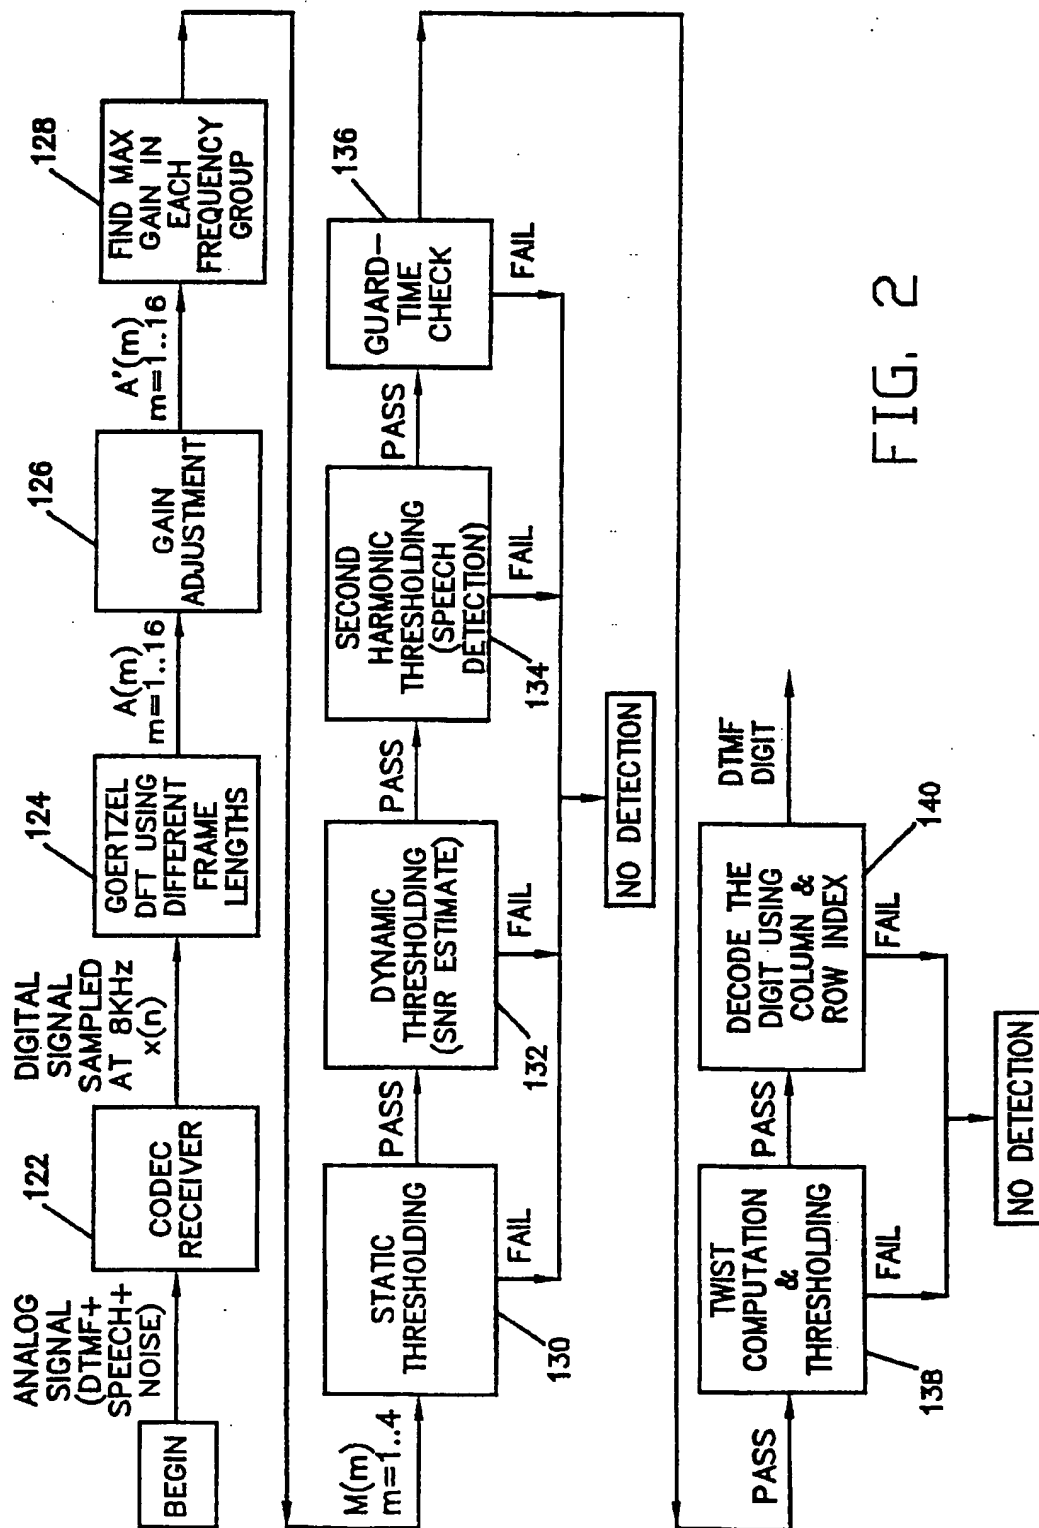 BEGIN
ANALOG
SIGNAL
(DTMF+
SPEECH+
NOISE)
122
CODEC
RECEIVER
DIGITAL
SIGNAL
SAMPLED
AT 8KHz
x(n)
124
GOERTZEL
DFT USING
DIFFERENT
FRAME
LENGTHS
A(m)
m=1..16
126
GAIN
ADJUSTMENT
A'(m)
m=1..16
128
FIND MAX
GAIN IN
EACH
FREQUENCY
GROUP
M(m)
m=1..4
STATIC
THRESHOLDING
130
FAIL
PASS
DYNAMIC
THRESHOLDING
(SNR ESTIMATE)
132
FAIL
PASS
SECOND
HARMONIC
THRESHOLDING
(SPEECH
DETECTION)
134
FAIL
PASS
136
GUARD-
TIME
CHECK
FAIL
NO DETECTION
PASS
TWIST
COMPUTATION
&
THRESHOLDING
138
FAIL
PASS
DECODE THE
DIGIT USING
COLUMN &
ROW INDEX
140
FAIL
DTMF
DIGIT
NO DETECTION
FIG. 2